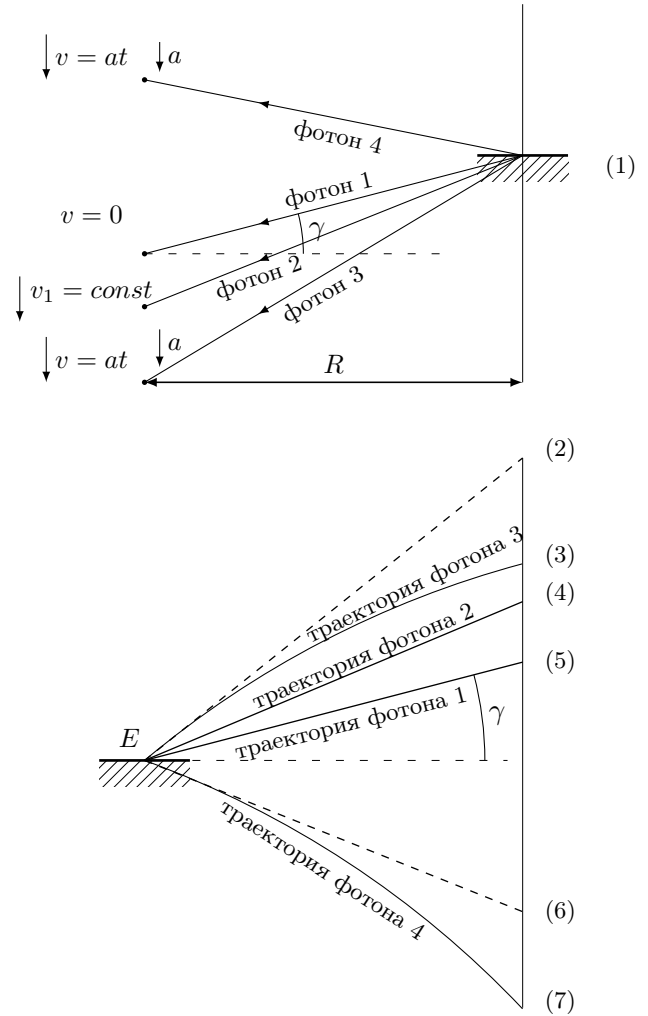 v = at
a
фотон 4
(1)
фотон 1
v = 0
γ
фотон 2
v₁ = const
фотон 3
v = at
a
R
(2)
траектория фотона 3
(3)
(4)
траектория фотона 2
(5)
траектория фотона 1
γ
E
траектория фотона 4
(6)
(7)